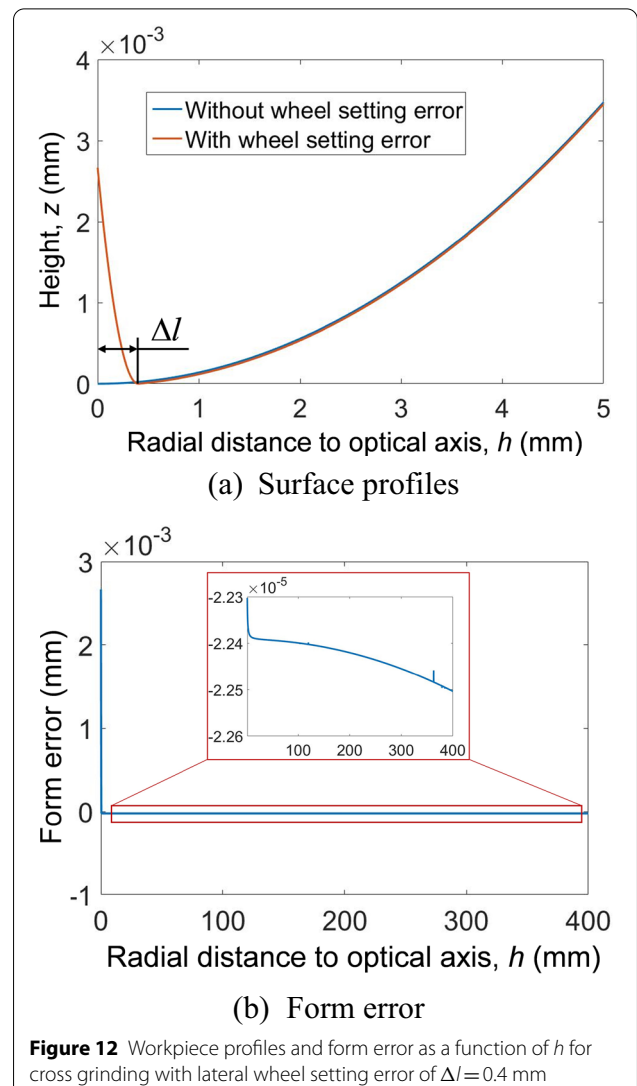 ×10⁻³
4
3
2
1
0
Height, z (mm)
Without wheel setting error
With wheel setting error
Δl
0 1 2 3 4 5
Radial distance to optical axis, h (mm)
(a) Surface profiles
×10⁻³
3
2
1
0
-1
Form error (mm)
×10⁻⁵
-2.23
-2.24
-2.25
-2.26
100 200 300 400
0 100 200 300 400
Radial distance to optical axis, h (mm)
(b) Form error
Figure 12 Workpiece profiles and form error as a function of h for
cross grinding with lateral wheel setting error of Δl = 0.4 mm